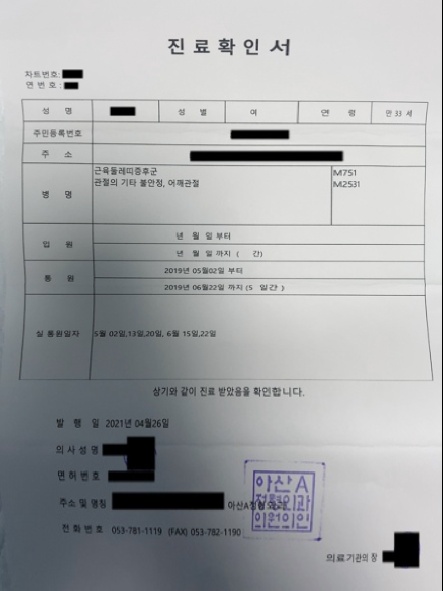 진 료 확 인 서
자트번호:
연 번 호 :
성 명 성 별 여 연 령 만 33 세
주민등록번호
주 소
병 명 근육둘레띠증후군 M751
관절의 기타 불안정, 어깨관절 M2531
입 원 년 월 일 부터
년 월 일 까지 ( 간)
통 원 2019년 05월02일 부터
2019년 06월22일 까지 (5 일간 )
실 통원일자 5월 02일,13일,20일, 6월 15일,22일
상기와 같이 진료 받았음을 확인합니다.
발 행 일 2021년 04월26일
의 사 성 명
면 허 번 호
주소 및 명칭 아산A정형외과
전 화 번 호 053-781-1119 (FAX) 053-782-1190
아산A
정형외과
의원의인
의료기관의 장